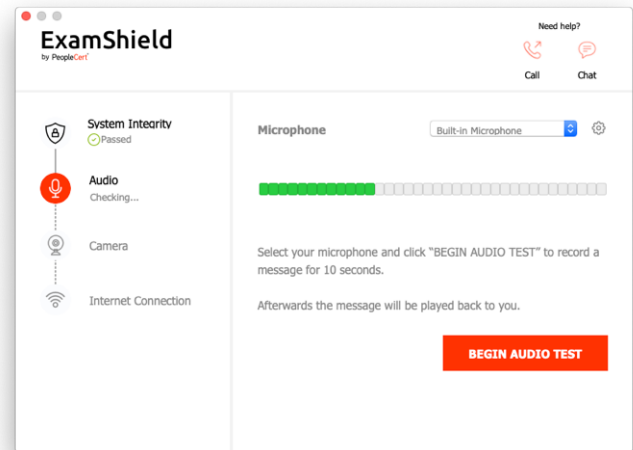 ExamShield
by PeopleCert
Need help?
Call
Chat
System Integrity
Passed
Audio
Checking...
Camera
Internet Connection
Microphone
Built-in Microphone
Select your microphone and click “BEGIN AUDIO TEST” to record a
message for 10 seconds.
Afterwards the message will be played back to you.
BEGIN AUDIO TEST